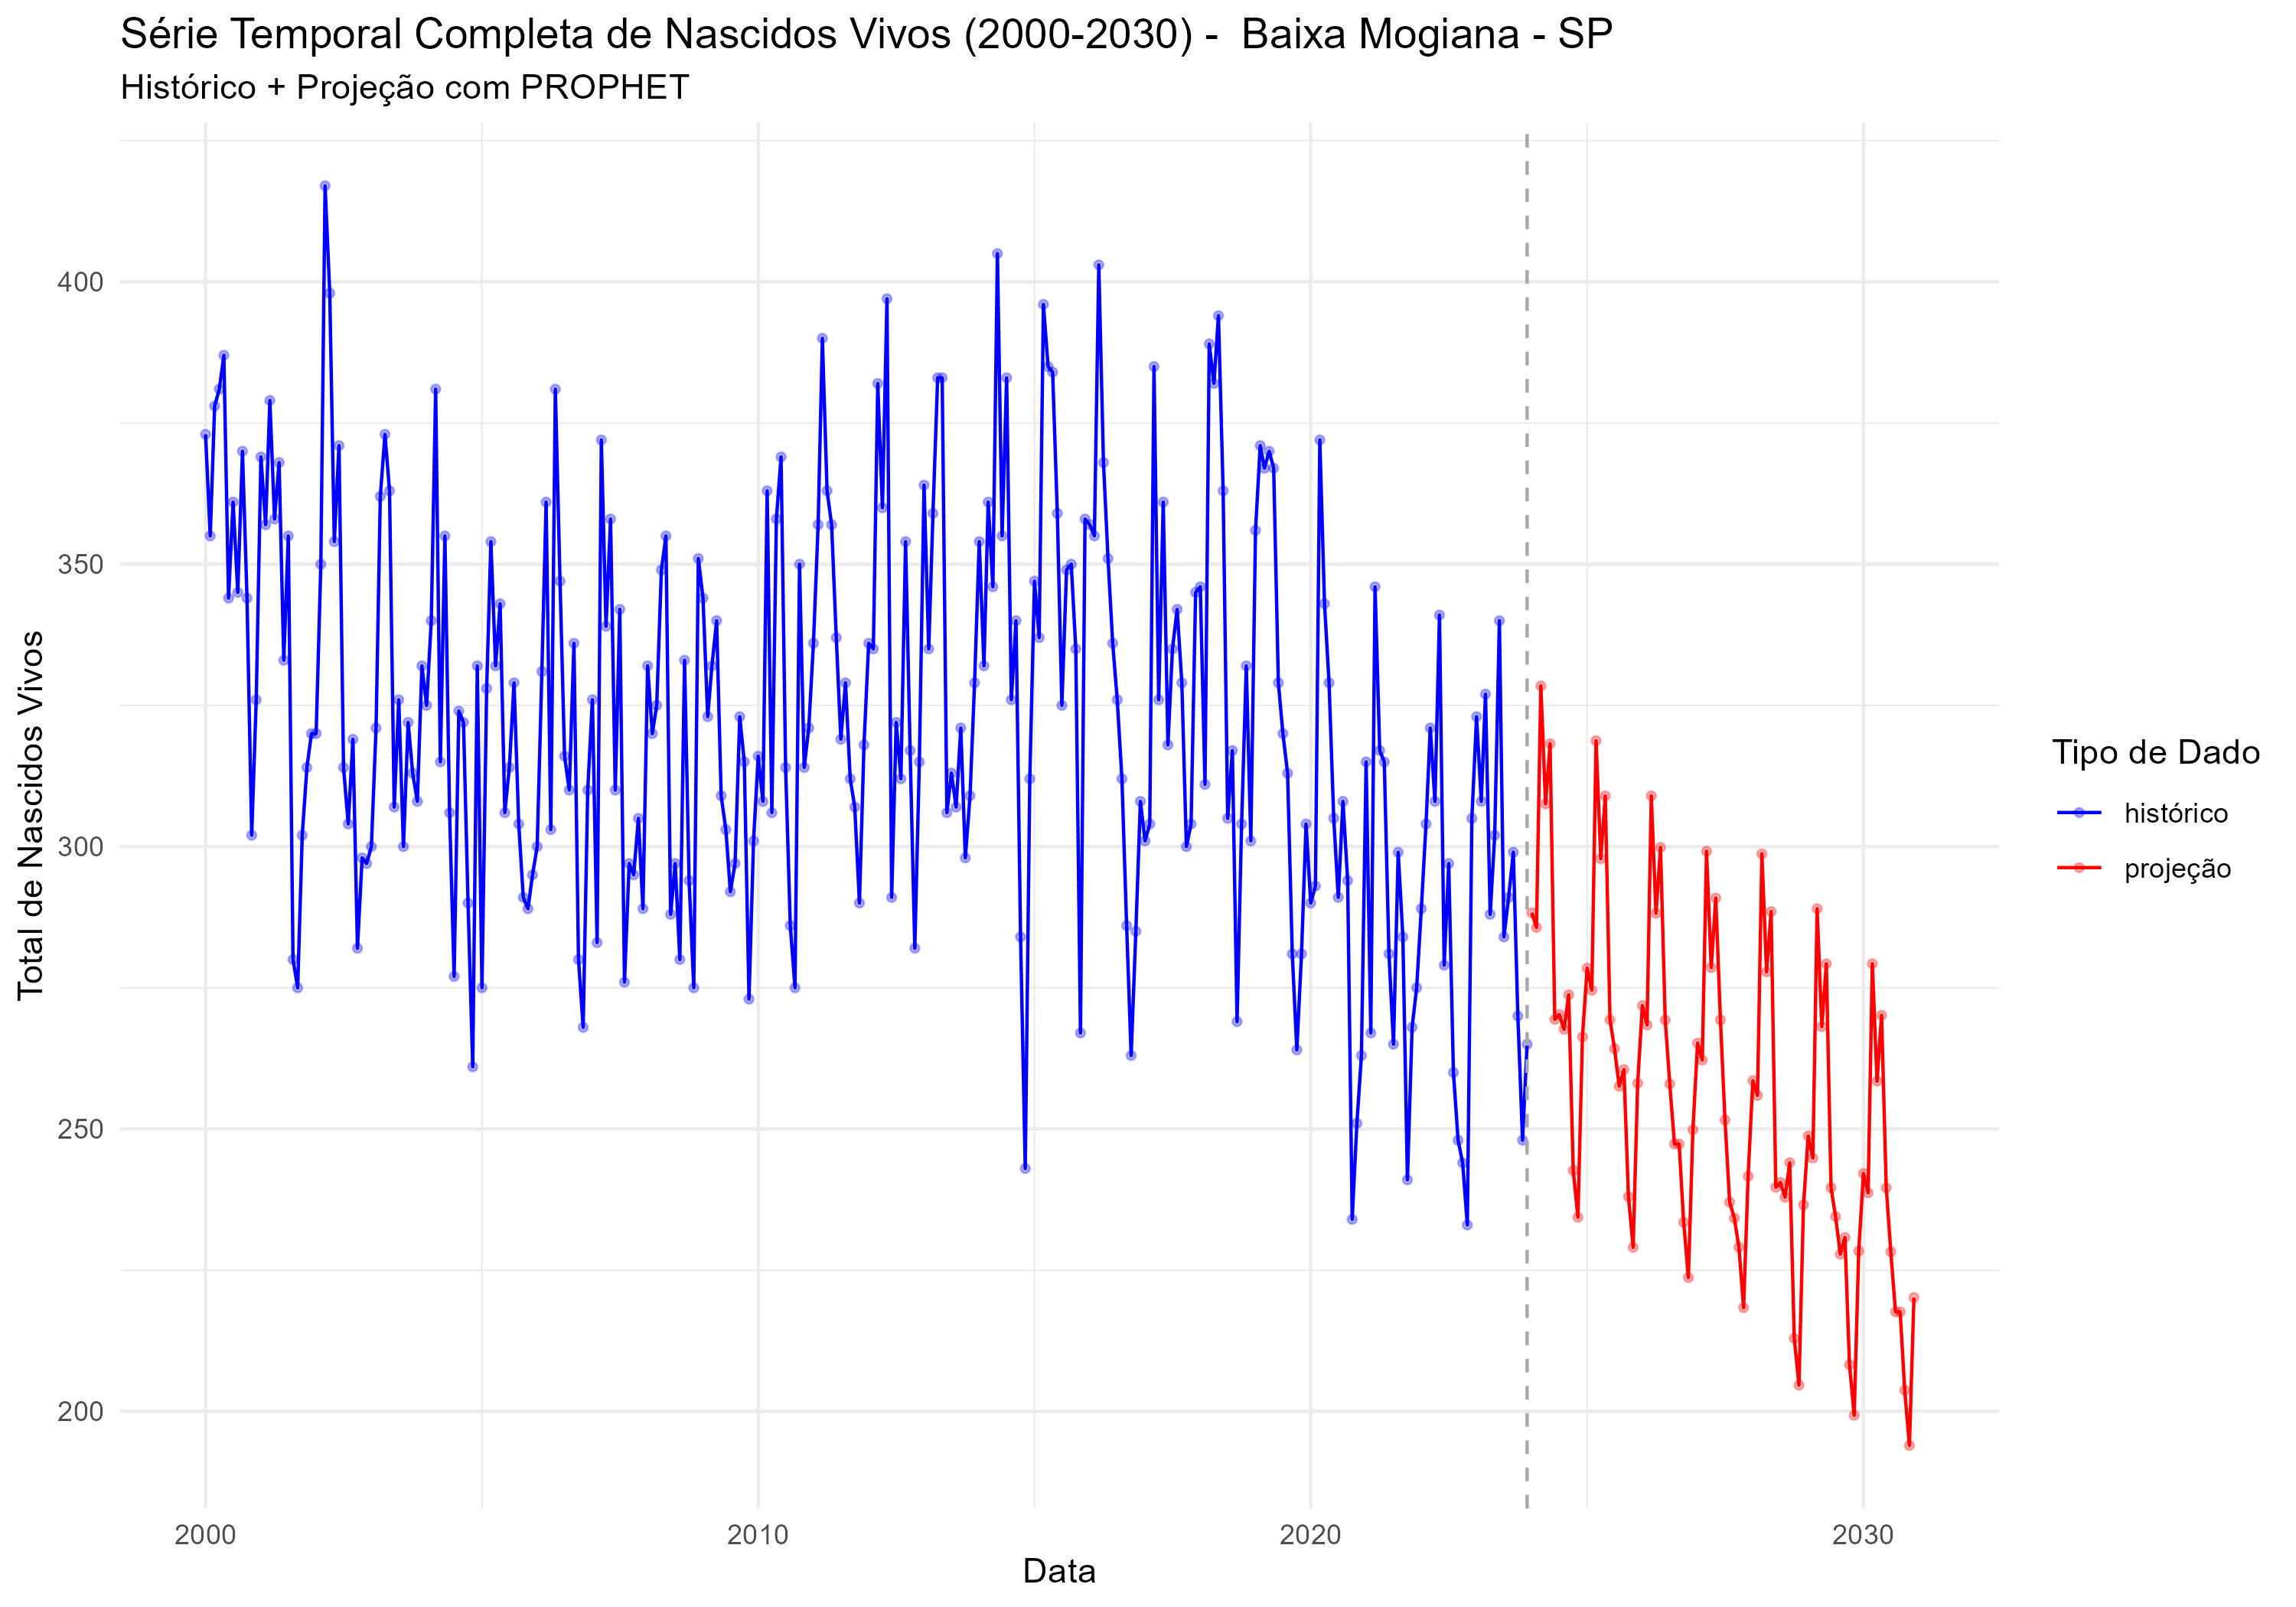 Série Temporal Completa de Nascidos Vivos (2000-2030) -  Baixa Mogiana - SP
Histórico + Projeção com PROPHET
Total de Nascidos Vivos
400
350
300
250
200
2000
2010
2020
2030
Data
Tipo de Dado
histórico
projeção